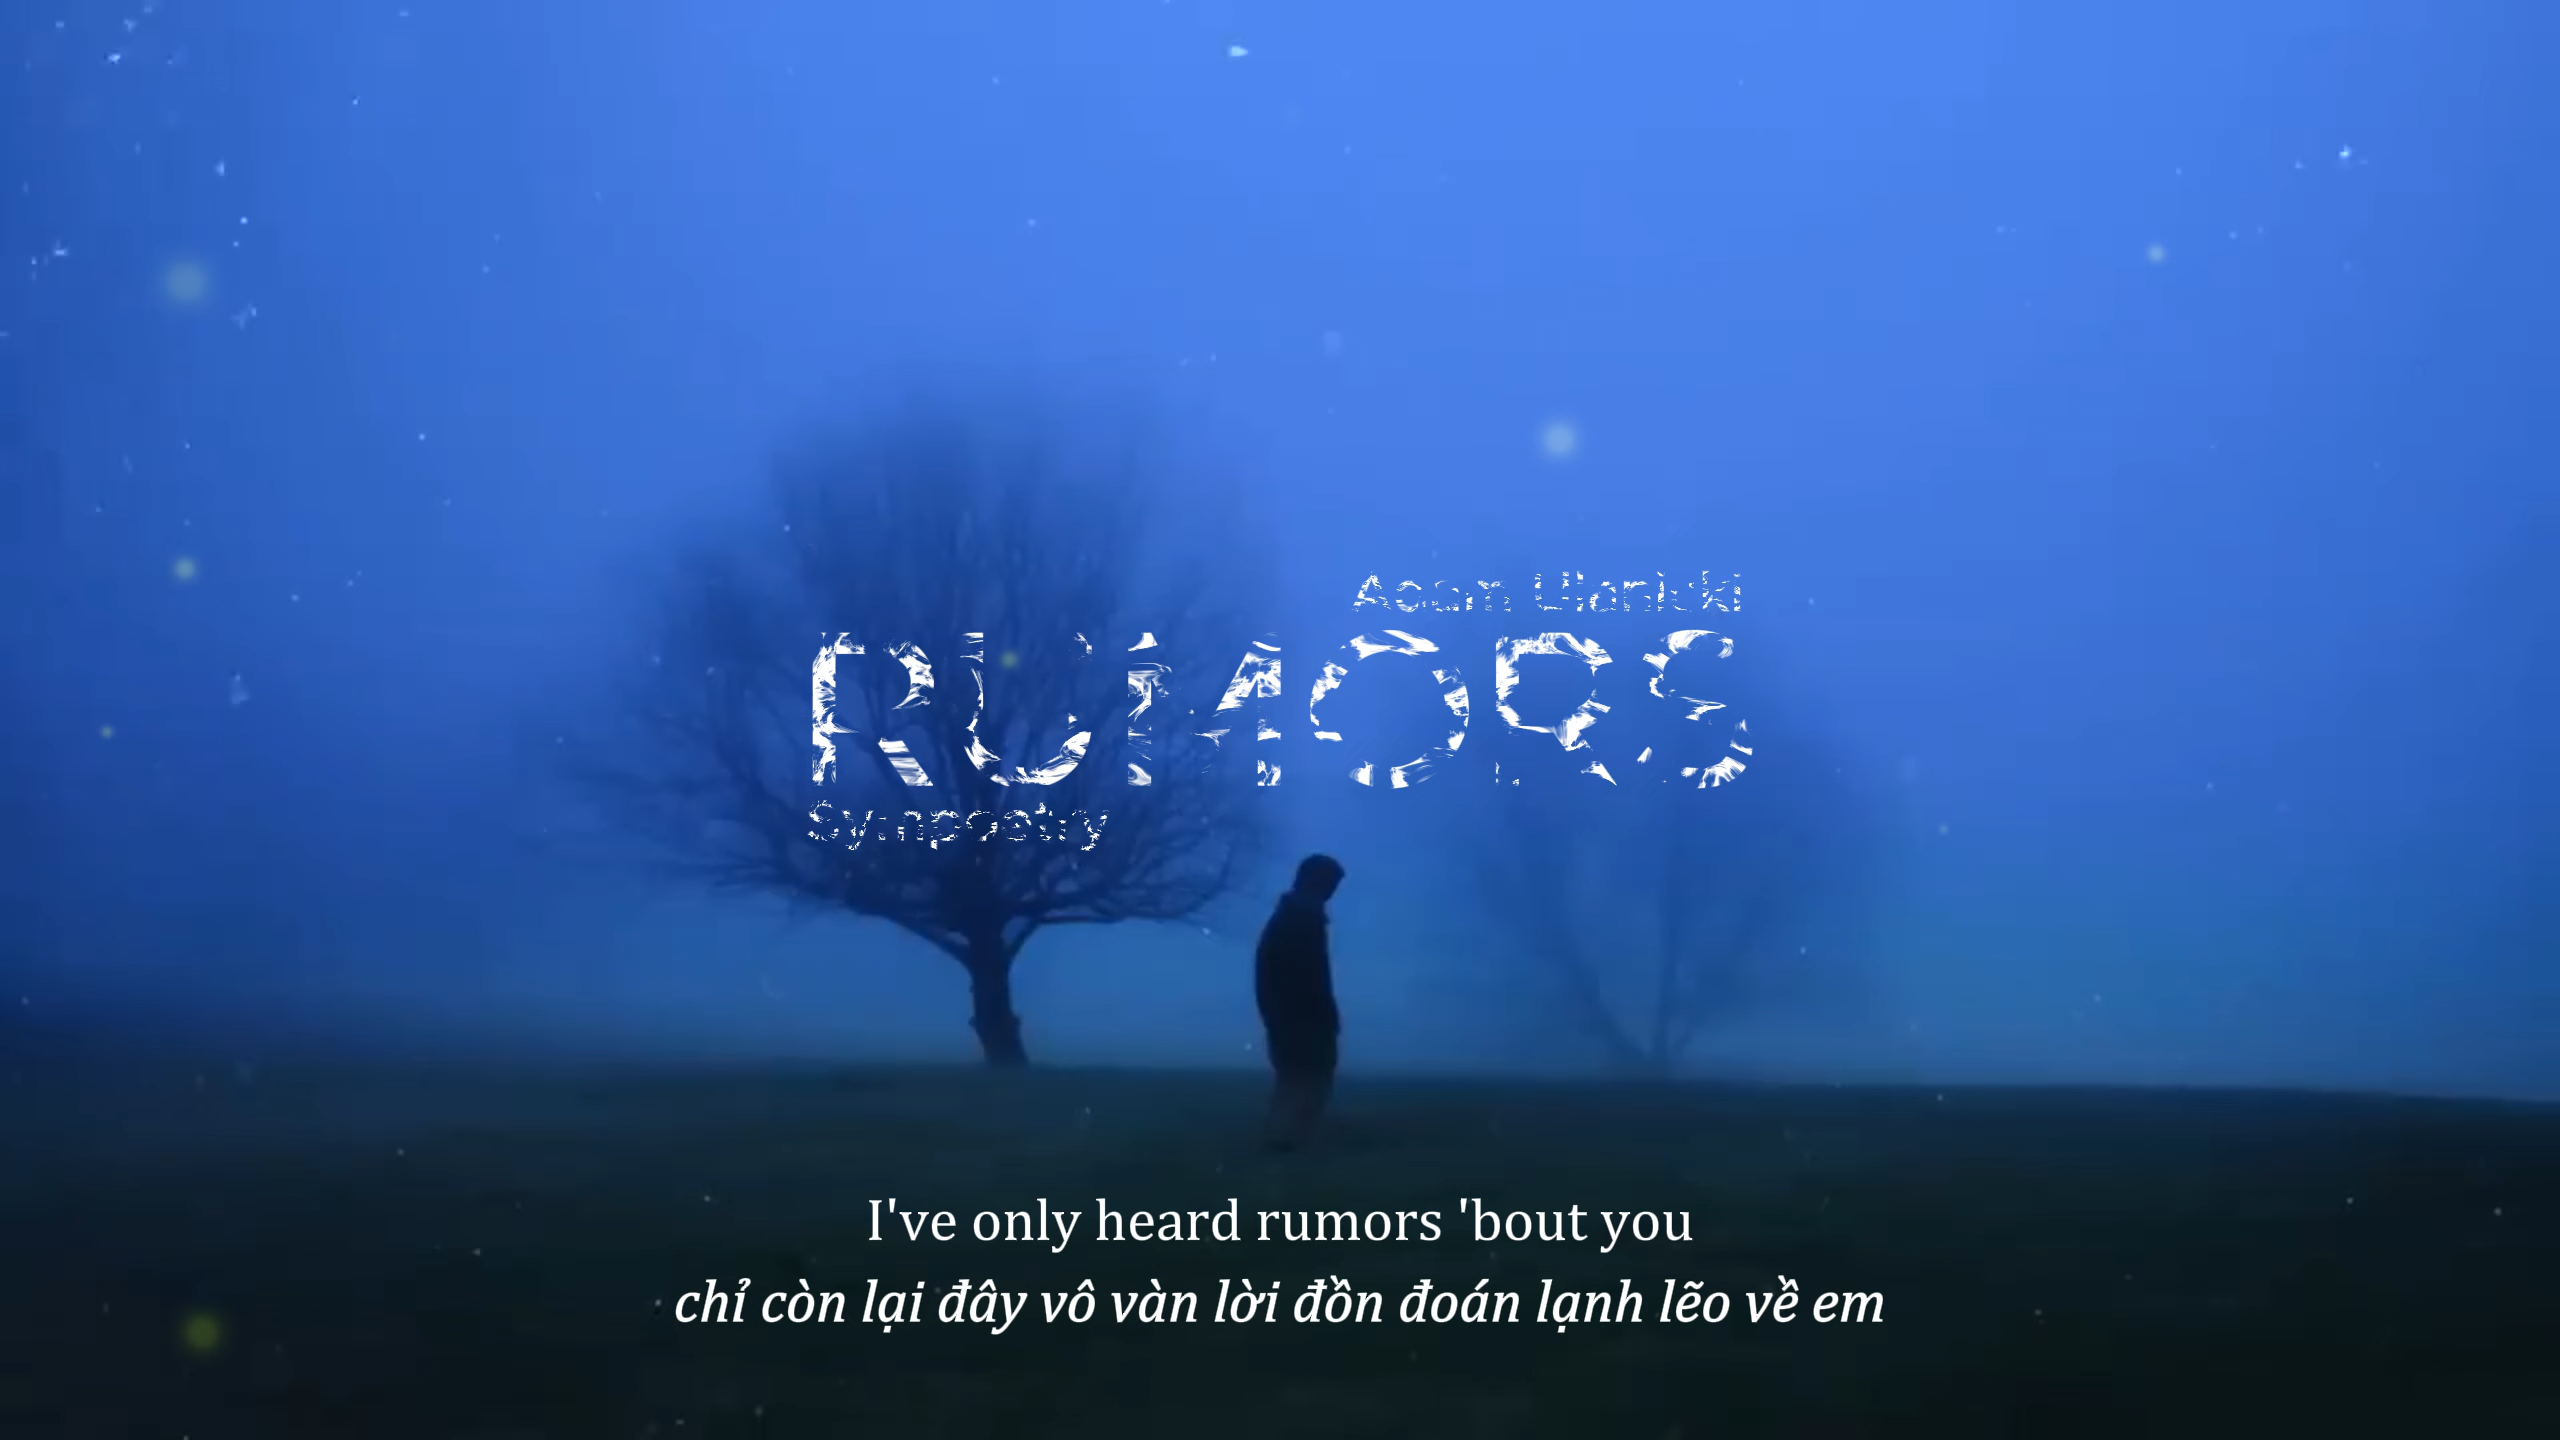 Adam Ulanicki
RUMORS
Sympoetry
I've only heard rumors 'bout you
chỉ còn lại đây vô vàn lời đồn đoán lạnh lẽo về em